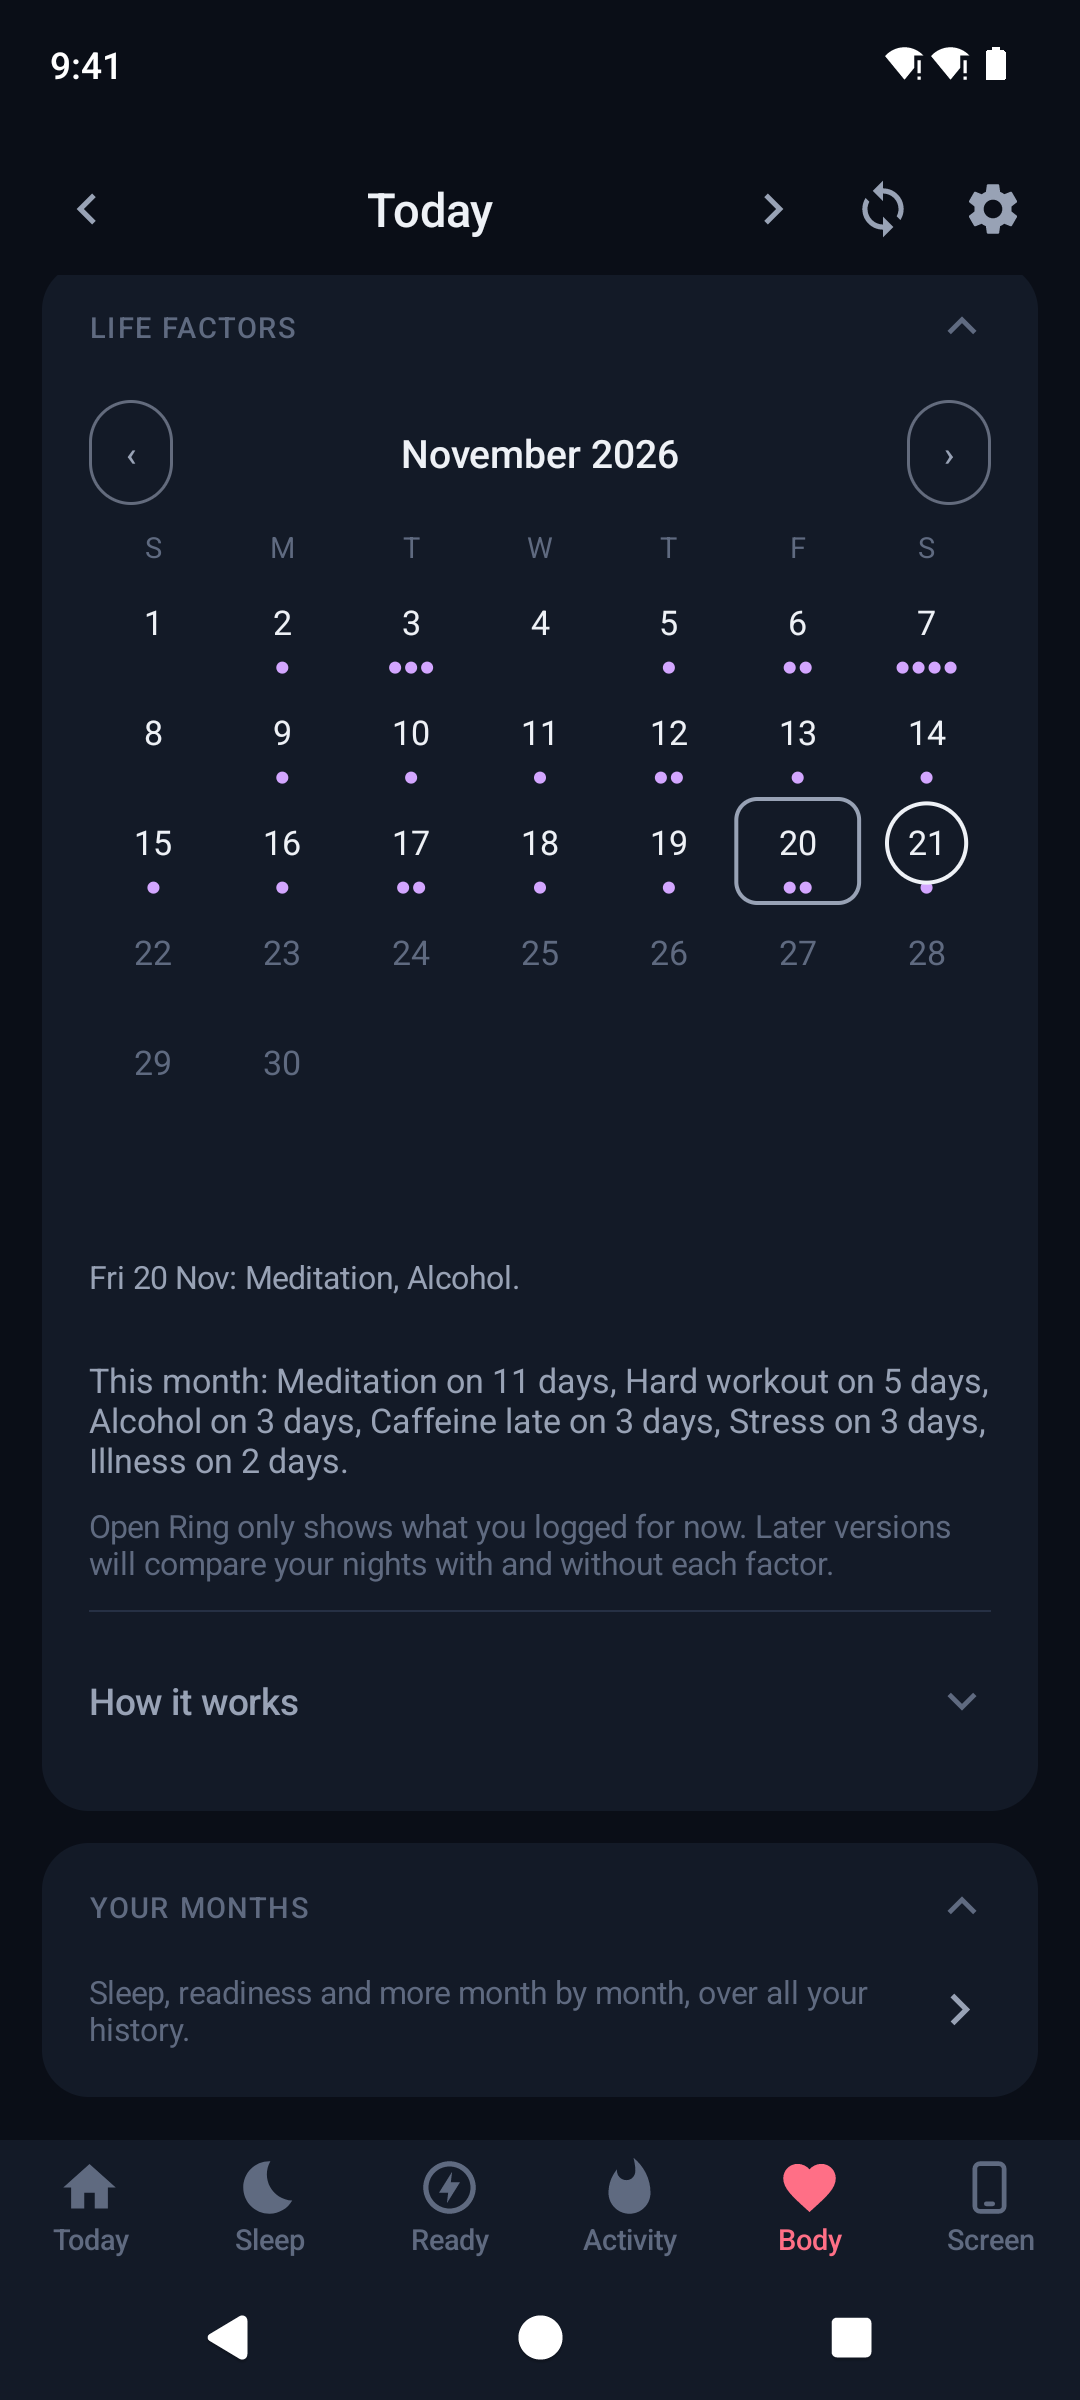 9:41
Today
LIFE FACTORS
‹ November 2026 ›
S M T W T F S
1 2 3 4 5 6 7
8 9 10 11 12 13 14
15 16 17 18 19 20 21
22 23 24 25 26 27 28
29 30
Fri 20 Nov: Meditation, Alcohol.
This month: Meditation on 11 days, Hard workout on 5 days,
Alcohol on 3 days, Caffeine late on 3 days, Stress on 3 days,
Illness on 2 days.
Open Ring only shows what you logged for now. Later versions
will compare your nights with and without each factor.
How it works
YOUR MONTHS
Sleep, readiness and more month by month, over all your
history.
Today Sleep Ready Activity Body Screen